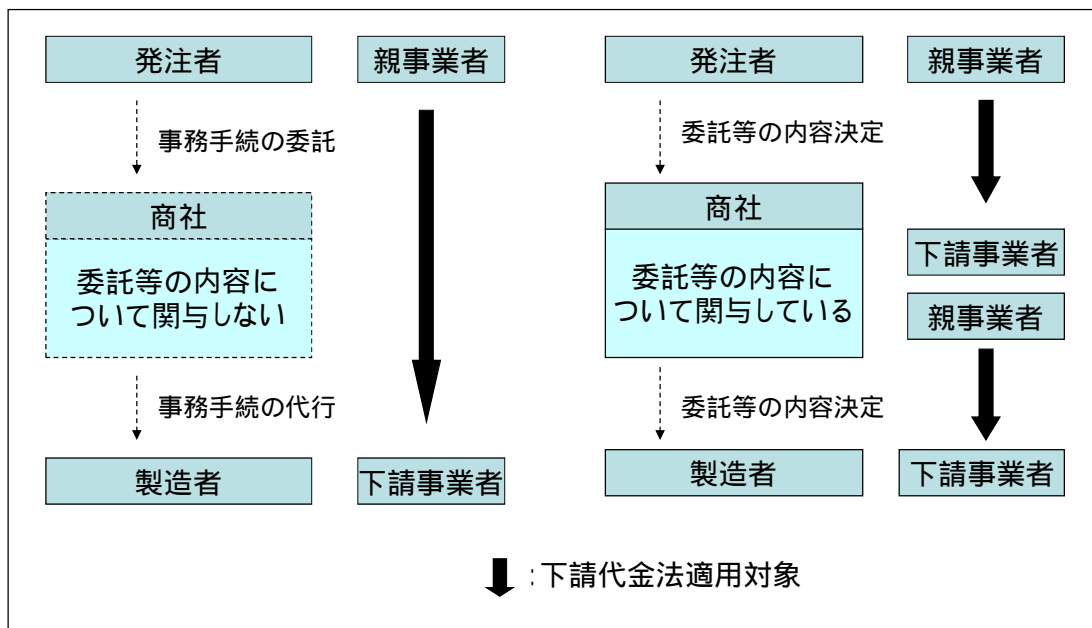 発注者
親事業者
事務手続の委託
商社
委託等の内容に
ついて関与しない
事務手続の代行
製造者
下請事業者
発注者
親事業者
委託等の内容決定
商社
下請事業者
委託等の内容に
ついて関与している
親事業者
委託等の内容決定
製造者
下請事業者
:下請代金法適用対象